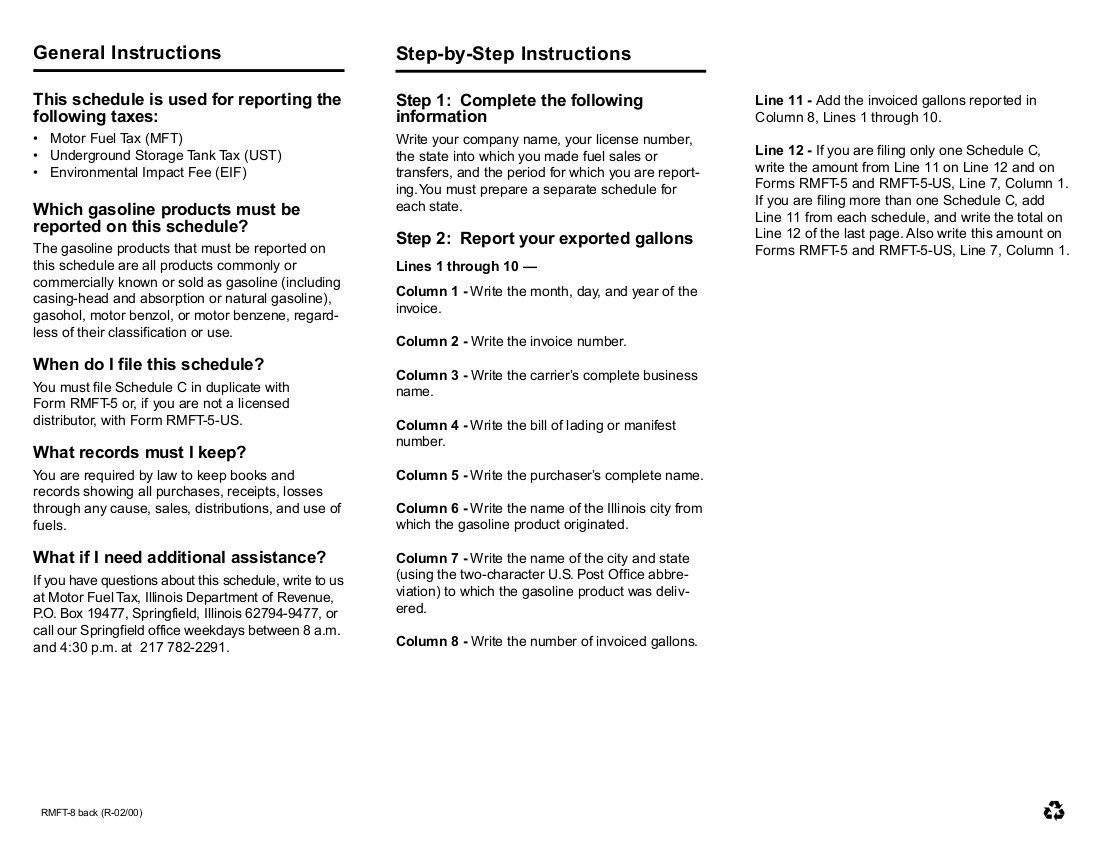 General Instructions
This schedule is used for reporting the
following taxes:
• Motor Fuel Tax (MFT)
• Underground Storage Tank Tax (UST)
• Environmental Impact Fee (EIF)
Which gasoline products must be
reported on this schedule?
The gasoline products that must be reported on
this schedule are all products commonly or
commercially known or sold as gasoline (including
casing-head and absorption or natural gasoline),
gasohol, motor benzol, or motor benzene, regard-
less of their classification or use.
When do I file this schedule?
You must file Schedule C in duplicate with
Form RMFT-5 or, if you are not a licensed
distributor, with Form RMFT-5-US.
What records must I keep?
You are required by law to keep books and
records showing all purchases, receipts, losses
through any cause, sales, distributions, and use of
fuels.
What if I need additional assistance?
If you have questions about this schedule, write to us
at Motor Fuel Tax, Illinois Department of Revenue,
P.O. Box 19477, Springfield, Illinois 62794-9477, or
call our Springfield office weekdays between 8 a.m.
and 4:30 p.m. at 217 782-2291.
Step-by-Step Instructions
Step 1: Complete the following
information
Write your company name, your license number,
the state into which you made fuel sales or
transfers, and the period for which you are report-
ing. You must prepare a separate schedule for
each state.
Step 2: Report your exported gallons
Lines 1 through 10 —
Column 1 - Write the month, day, and year of the
invoice.
Column 2 - Write the invoice number.
Column 3 - Write the carrier's complete business
name.
Column 4 - Write the bill of lading or manifest
number.
Column 5 - Write the purchaser's complete name.
Column 6 - Write the name of the Illinois city from
which the gasoline product originated.
Column 7 - Write the name of the city and state
(using the two-character U.S. Post Office abbre-
viation) to which the gasoline product was deliv-
ered.
Column 8 - Write the number of invoiced gallons.
Line 11 - Add the invoiced gallons reported in
Column 8, Lines 1 through 10.
Line 12 - If you are filing only one Schedule C,
write the amount from Line 11 on Line 12 and on
Forms RMFT-5 and RMFT-5-US, Line 7, Column 1.
If you are filing more than one Schedule C, add
Line 11 from each schedule, and write the total on
Line 12 of the last page. Also write this amount on
Forms RMFT-5 and RMFT-5-US, Line 7, Column 1.
RMFT-8 back (R-02/00)